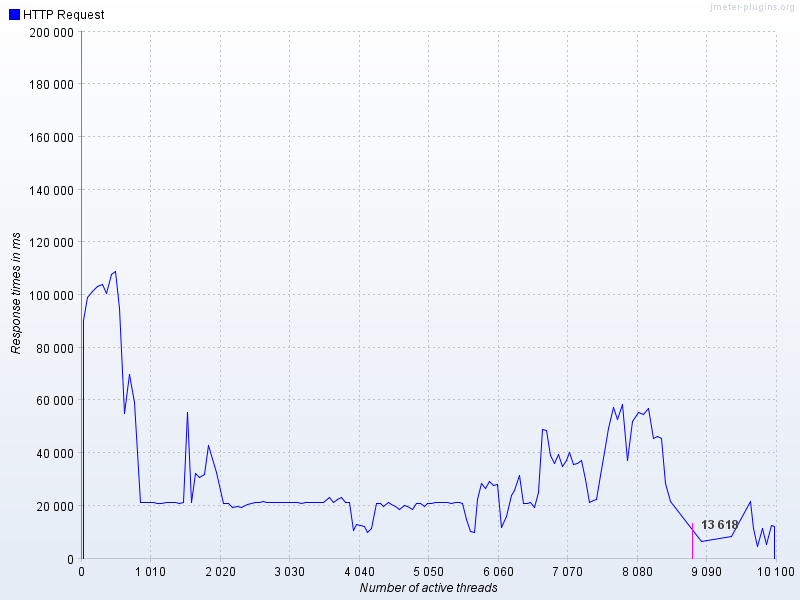 jmeter-plugins.org
HTTP Request
200 000
180 000
160 000
140 000
120 000
100 000
80 000
60 000
40 000
20 000
0
Response times in ms
13 618
0 1 010 2 020 3 030 4 040 5 050 6 060 7 070 8 080 9 090 10 100
Number of active threads